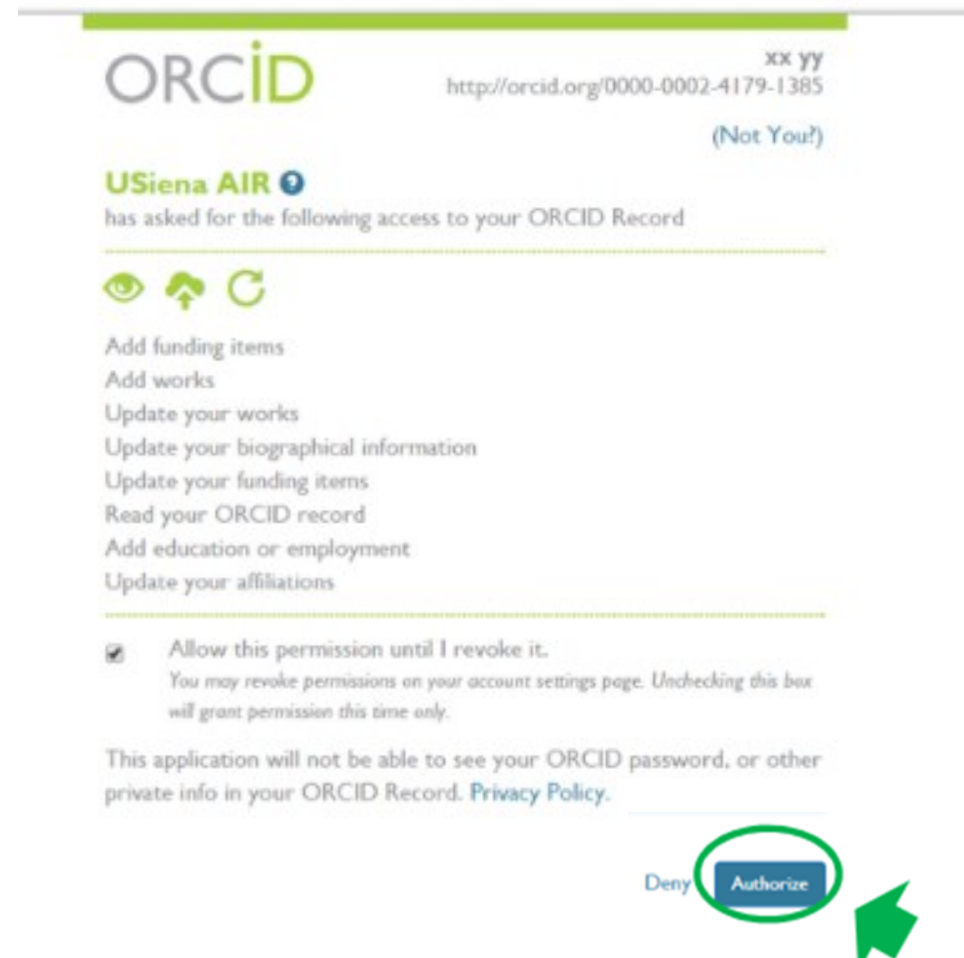 ORCiD
xx yy
http://orcid.org/0000-0002-4179-1385
(Not You?)
USiena AIR ?
has asked for the following access to your ORCID Record
Add funding items
Add works
Update your works
Update your biographical information
Update your funding items
Read your ORCID record
Add education or employment
Update your affiliations
Allow this permission until I revoke it.
You may revoke permissions on your account settings page. Unchecking this box
will grant permission this time only.
This application will not be able to see your ORCID password, or other
private info in your ORCID Record. Privacy Policy.
Deny Authorize